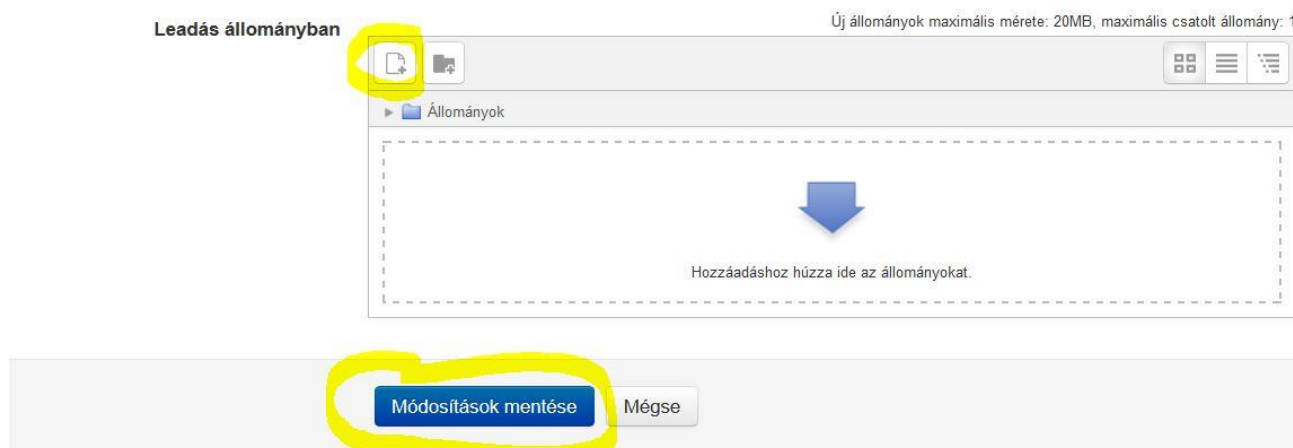 Új állományok maximális mérete: 20MB, maximális csatolt állomány: 1
Leadás állományban
Állományok
Hozzáadáshoz húzza ide az állományokat.
Módosítások mentése
Mégse